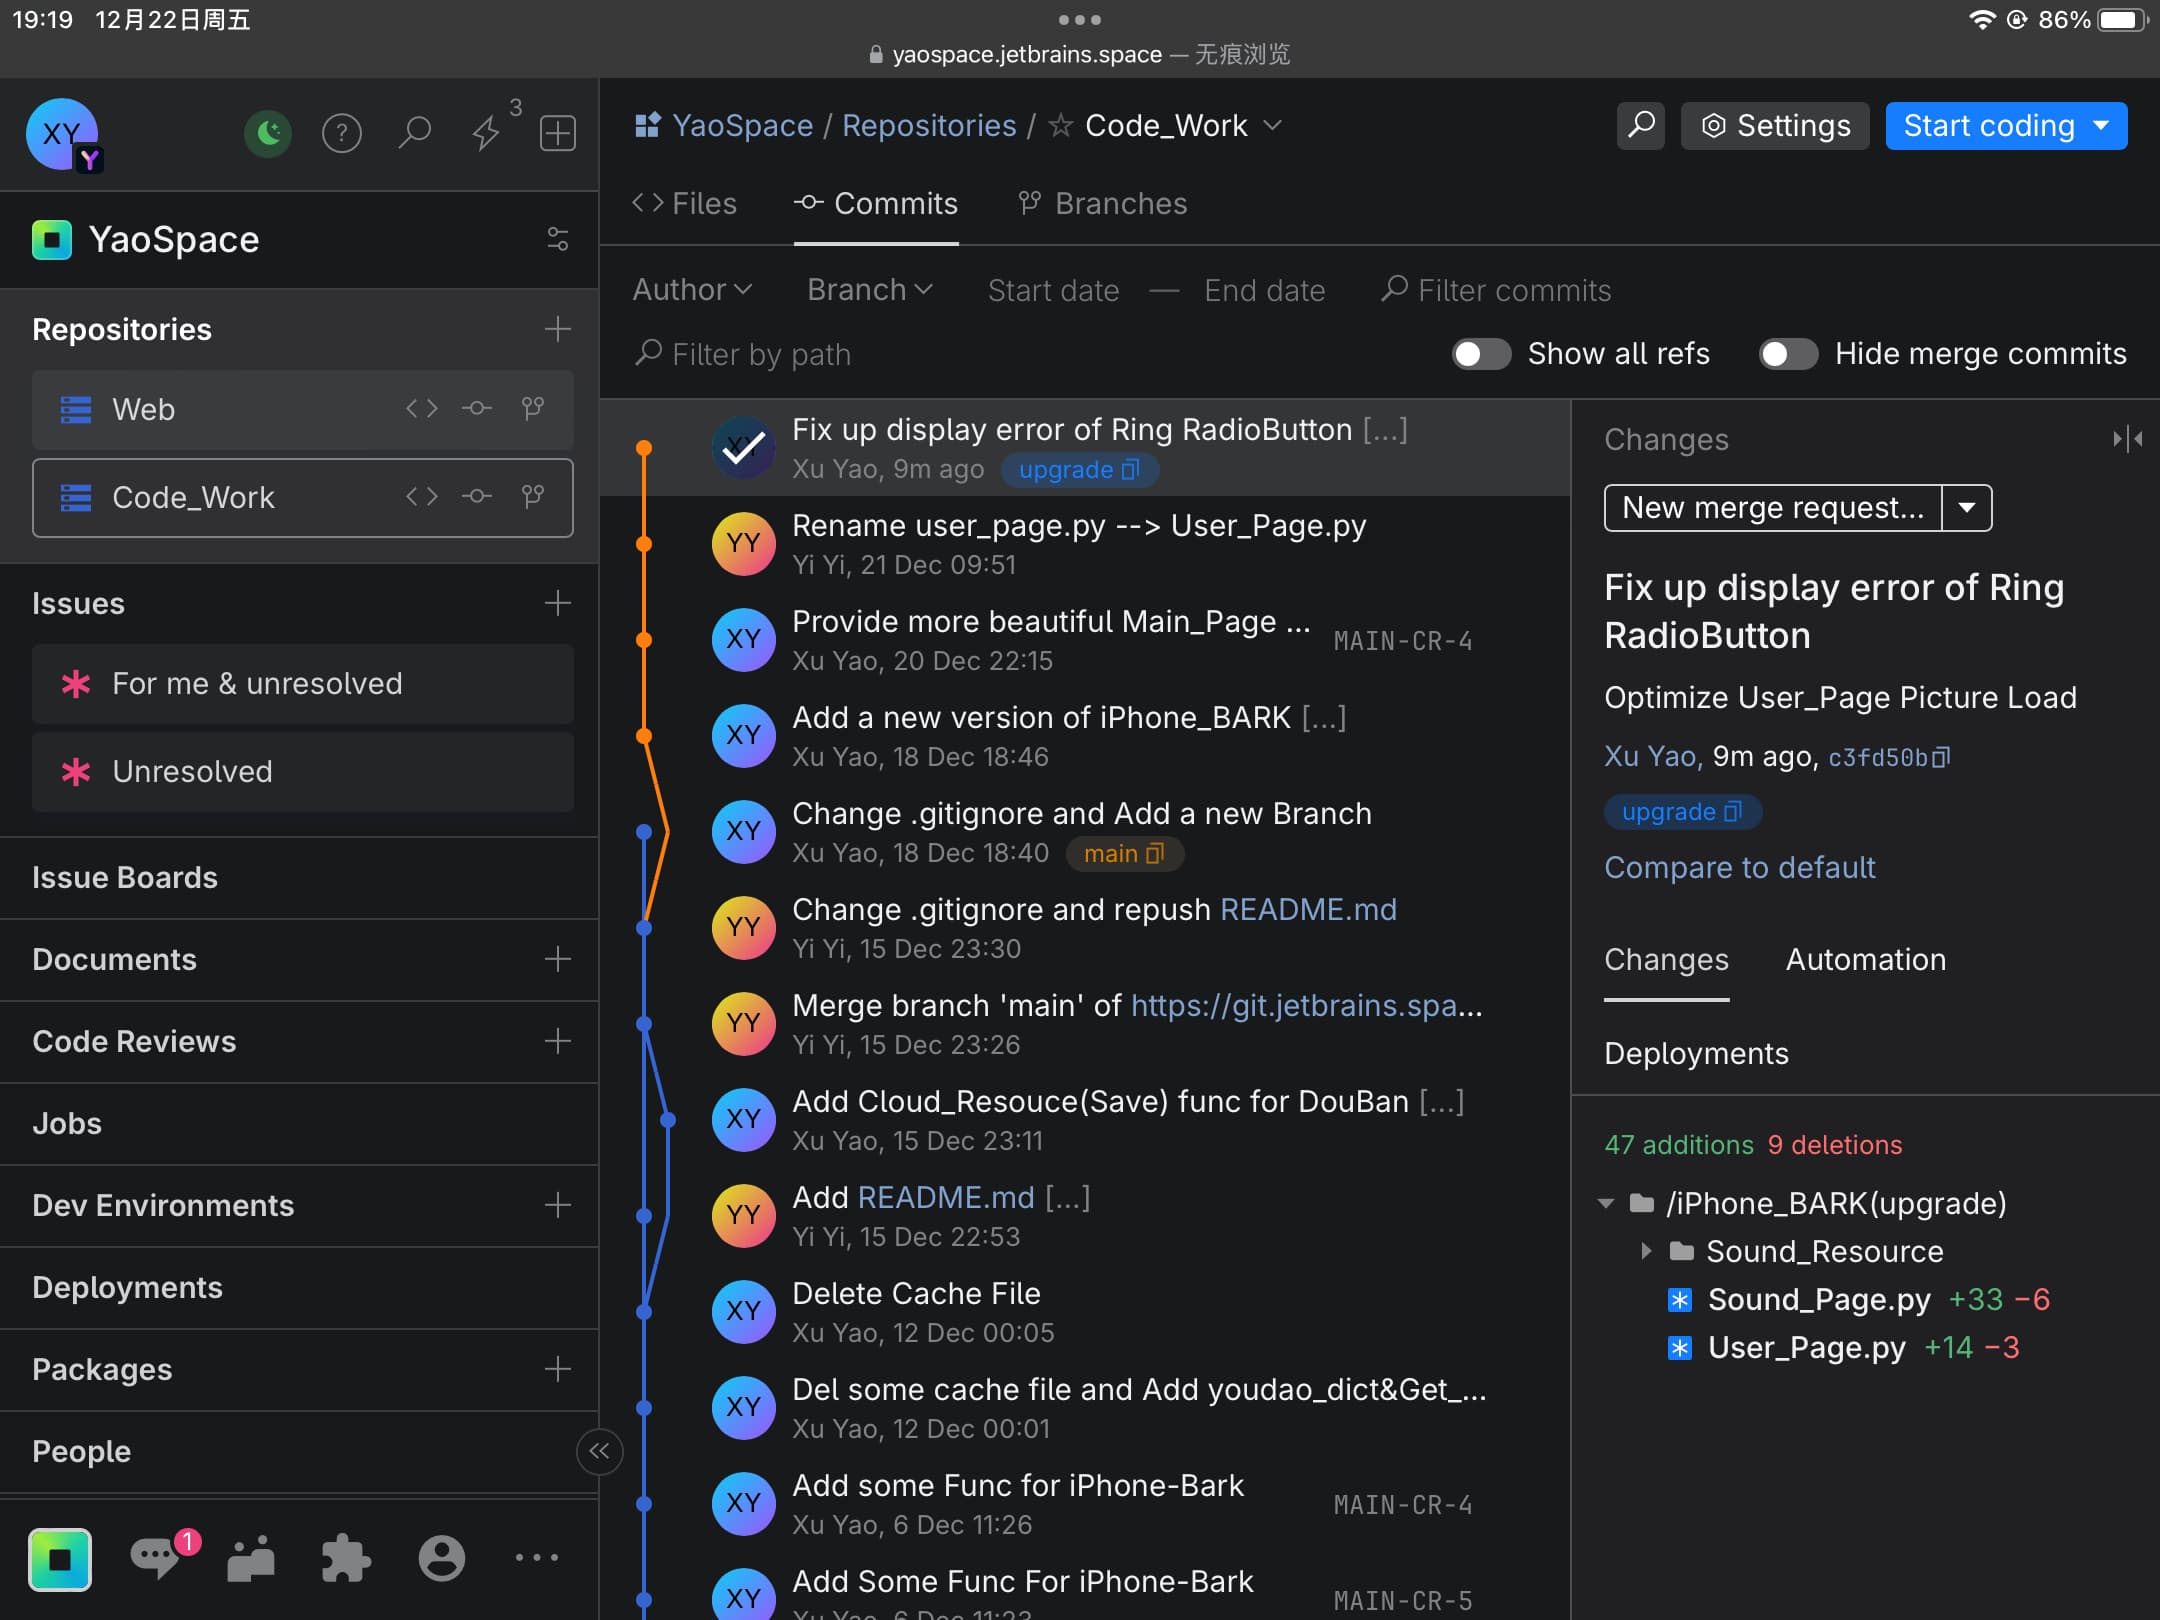 19:19 12月22日周五
86%
yaospace.jetbrains.space — 无痕浏览
XY
Y
?
3
YaoSpace / Repositories / Code_Work
Settings
Start coding
Files
Commits
Branches
YaoSpace
Author
Branch
Start date — End date
Filter commits
Filter by path
Show all refs
Hide merge commits
Repositories
Web
Code_Work
Issues
For me & unresolved
Unresolved
Issue Boards
Documents
Code Reviews
Jobs
Dev Environments
Deployments
Packages
People
1
XY
Fix up display error of Ring RadioButton [...]
Xu Yao, 9m ago upgrade
YY
Rename user_page.py --> User_Page.py
Yi Yi, 21 Dec 09:51
XY
Provide more beautiful Main_Page ... MAIN-CR-4
Xu Yao, 20 Dec 22:15
XY
Add a new version of iPhone_BARK [...]
Xu Yao, 18 Dec 18:46
XY
Change .gitignore and Add a new Branch
Xu Yao, 18 Dec 18:40 main
YY
Change .gitignore and repush README.md
Yi Yi, 15 Dec 23:30
YY
Merge branch 'main' of https://git.jetbrains.spa...
Yi Yi, 15 Dec 23:26
XY
Add Cloud_Resouce(Save) func for DouBan [...]
Xu Yao, 15 Dec 23:11
YY
Add README.md [...]
Yi Yi, 15 Dec 22:53
XY
Delete Cache File
Xu Yao, 12 Dec 00:05
XY
Del some cache file and Add youdao_dict&Get_...
Xu Yao, 12 Dec 00:01
XY
Add some Func for iPhone-Bark MAIN-CR-4
Xu Yao, 6 Dec 11:26
XY
Add Some Func For iPhone-Bark MAIN-CR-5
Xu Yao, 6 Dec 11:23
Changes
New merge request...
Fix up display error of Ring
RadioButton
Optimize User_Page Picture Load
Xu Yao, 9m ago, c3fd50b
upgrade
Compare to default
Changes
Automation
Deployments
47 additions 9 deletions
/iPhone_BARK(upgrade)
Sound_Resource
Sound_Page.py +33 −6
User_Page.py +14 −3